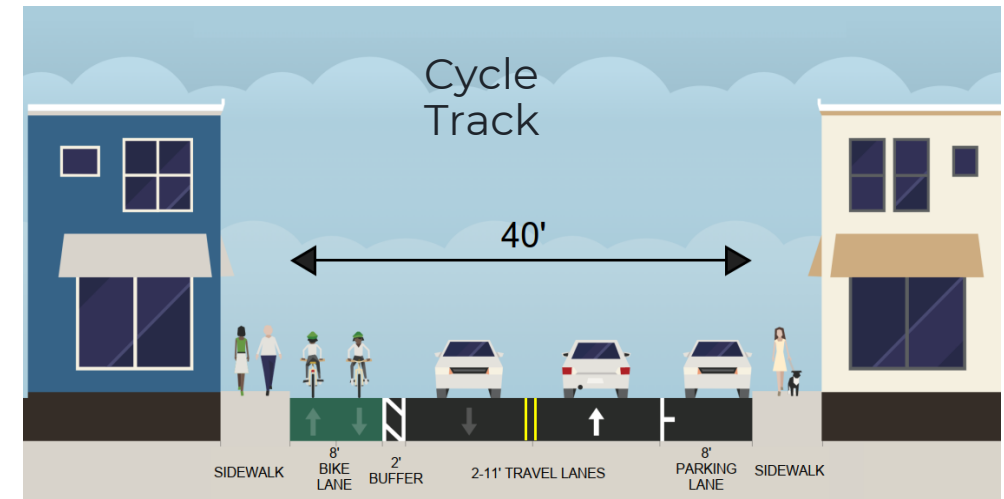 Cycle
Track
40'
SIDEWALK
8'
BIKE
LANE
2'
BUFFER
2-11' TRAVEL LANES
8'
PARKING
LANE
SIDEWALK